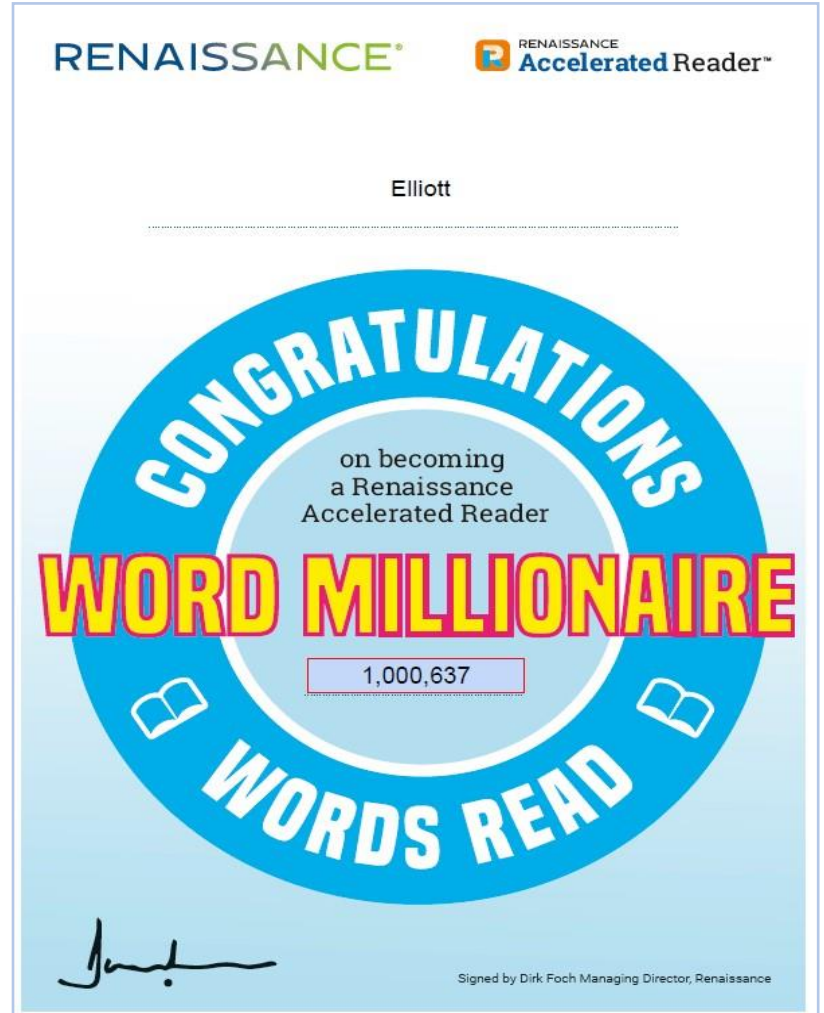 RENAISSANCE®
RENAISSANCE
Accelerated Reader™
Elliott
CONGRATULATIONS
on becoming
a Renaissance
Accelerated Reader
WORD MILLIONAIRE
1,000,637
WORDS READ
Signed by Dirk Foch Managing Director, Renaissance